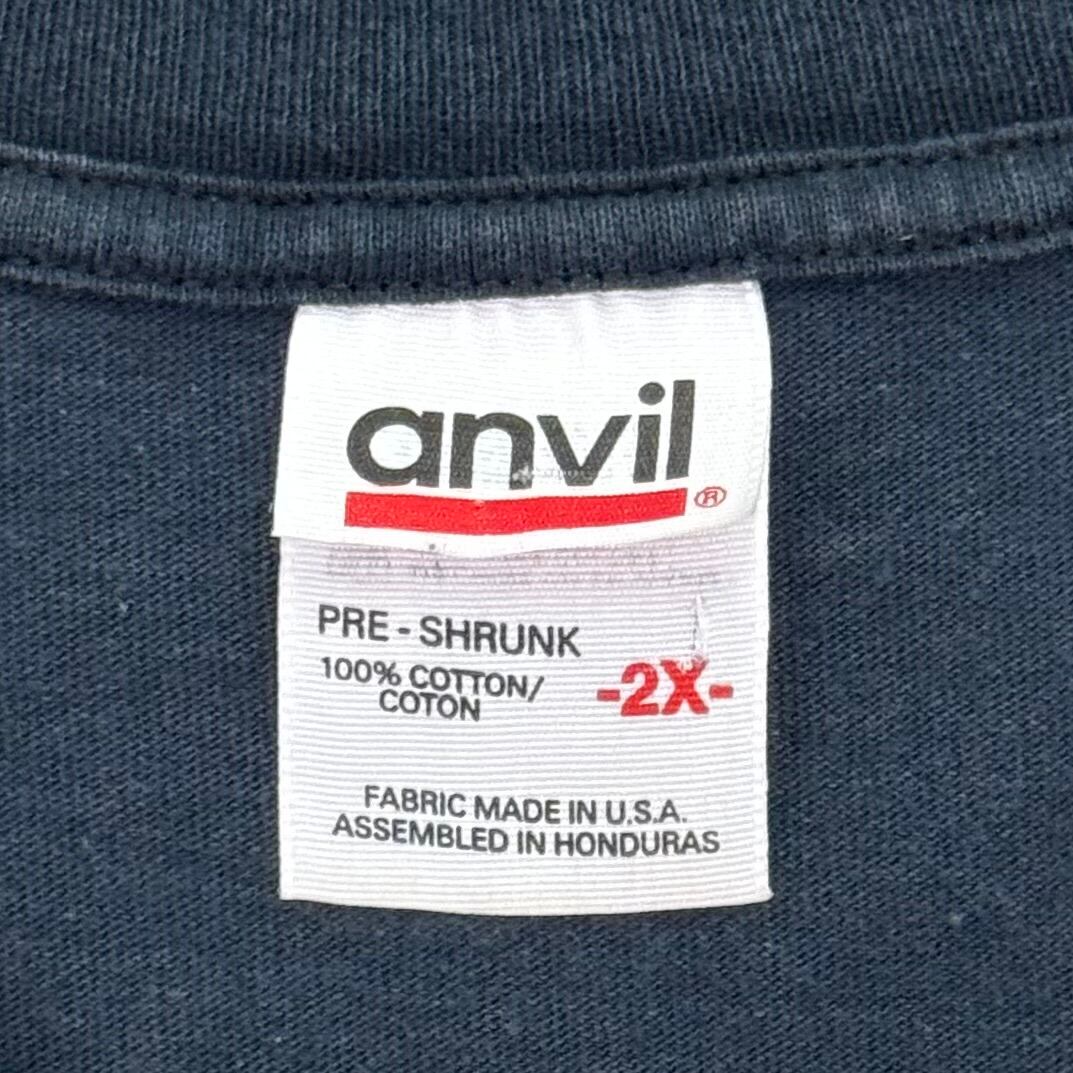 anvil
®
PRE - SHRUNK
100% COTTON/
COTON
-2X-
FABRIC MADE IN U.S.A.
ASSEMBLED IN HONDURAS